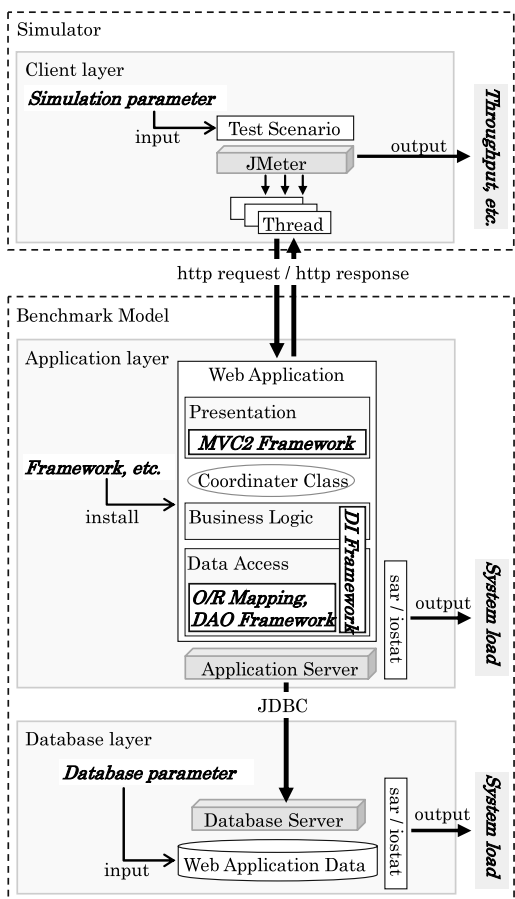 Simulator
Client layer
Simulation parameter
input
Test Scenario
JMeter
output
Throughput, etc.
Thread
http request / http response
Benchmark Model
Application layer
Web Application
Presentation
MVC2 Framework
Framework, etc.
install
Coordinater Class
Business Logic
DI Framework
Data Access
O/R Mapping,
DAO Framework
sar / iostat
output
System load
Application Server
JDBC
Database layer
Database parameter
input
Database Server
Web Application Data
sar / iostat
output
System load